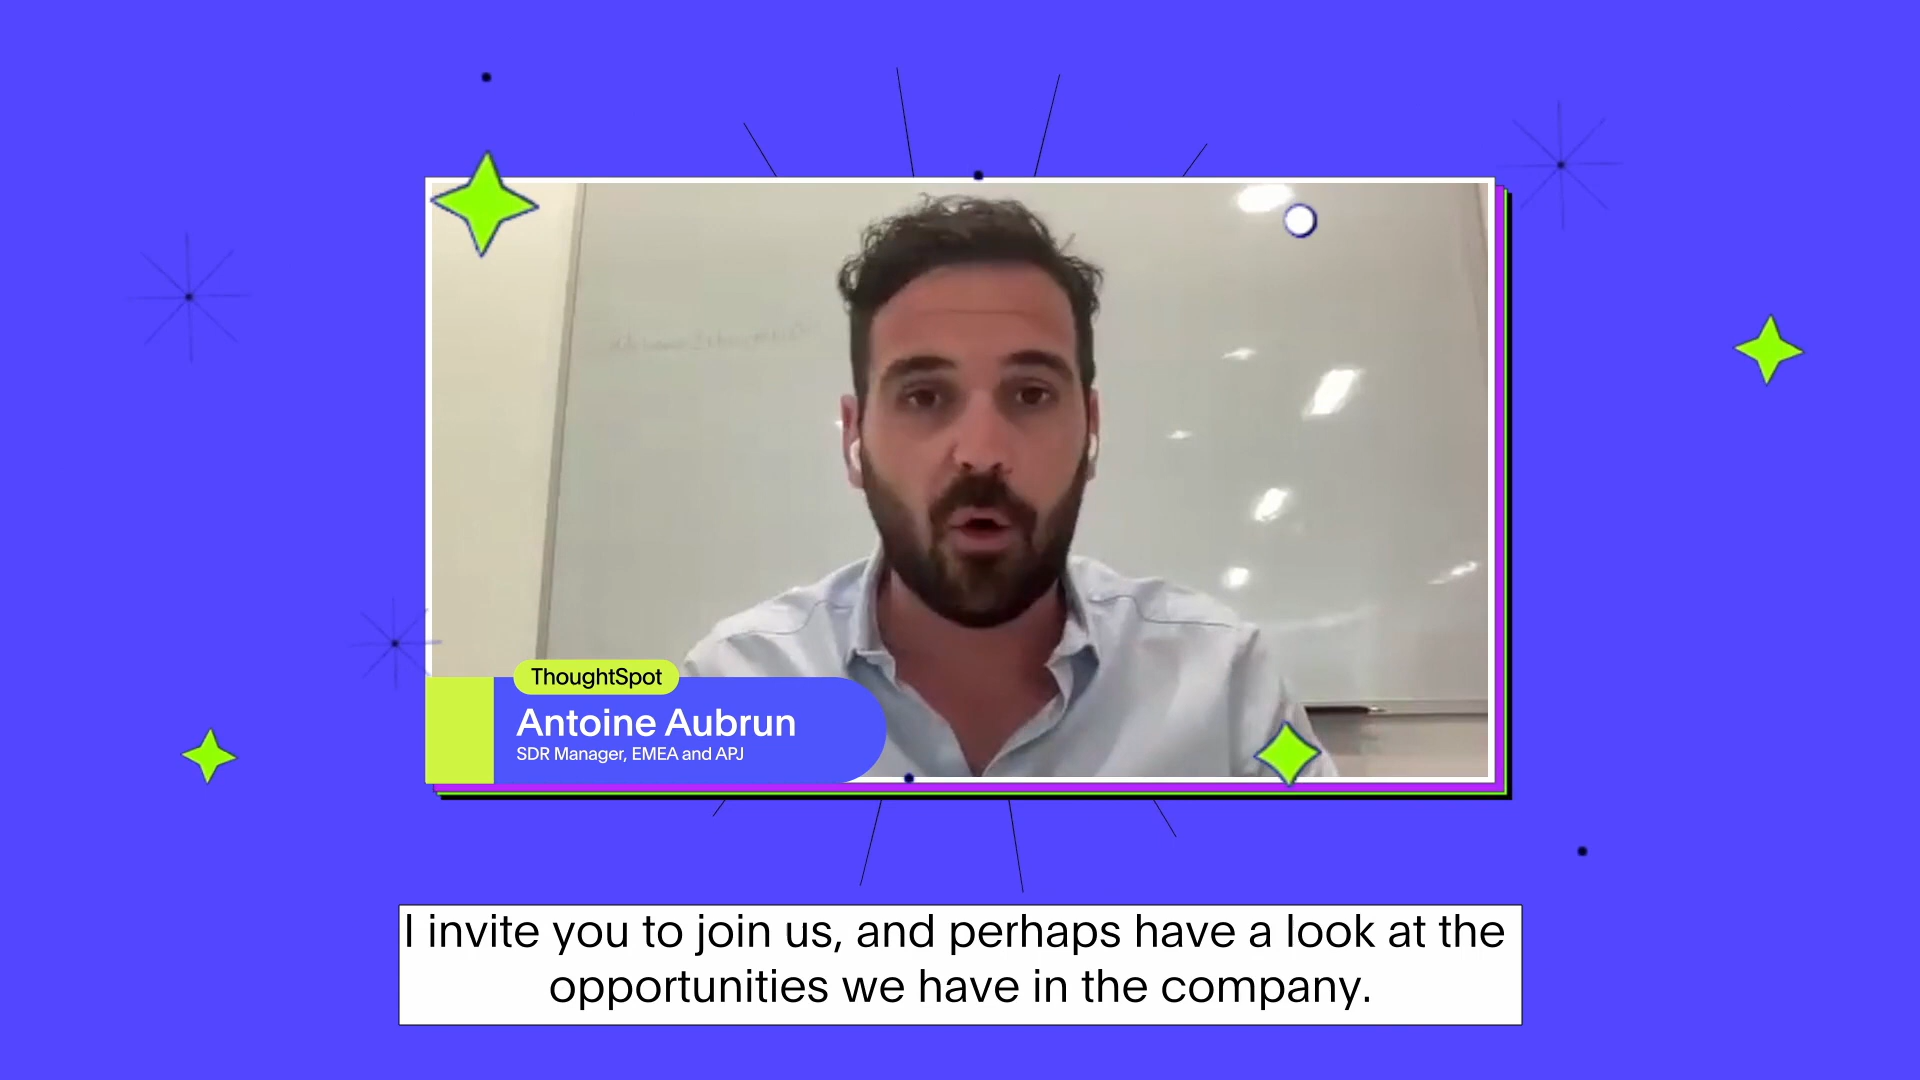 ThoughtSpot
Antoine Aubrun
SDR Manager, EMEA and APJ
I invite you to join us, and perhaps have a look at the
opportunities we have in the company.